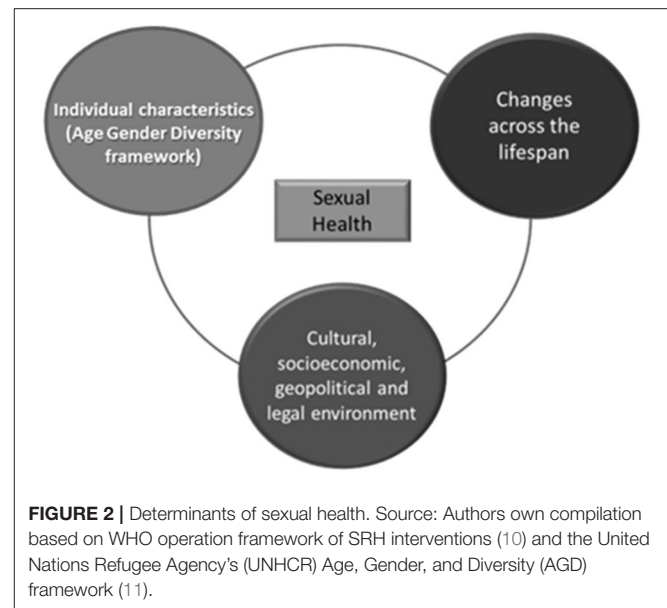 Individual characteristics
(Age Gender Diversity
framework)
Changes
across the
lifespan
Sexual
Health
Cultural,
socioeconomic,
geopolitical and
legal environment
FIGURE 2 | Determinants of sexual health. Source: Authors own compilation
based on WHO operation framework of SRH interventions (10) and the United
Nations Refugee Agency's (UNHCR) Age, Gender, and Diversity (AGD)
framework (11).